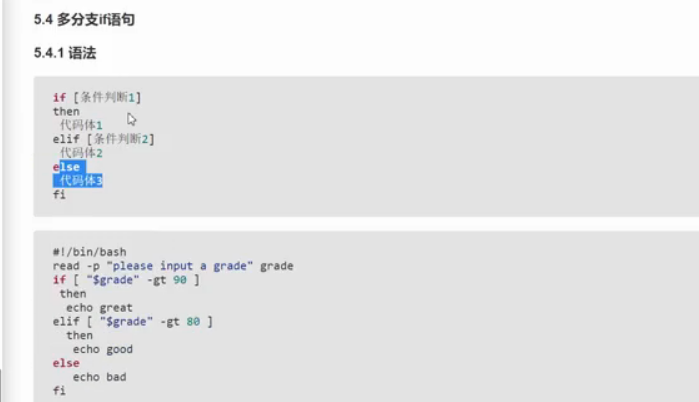 5.4 多分支if语句
5.4.1 语法
if [条件判断1]
then
代码体1
elif [条件判断2]
代码体2
else
代码体3
fi
#!/bin/bash
read -p "please input a grade" grade
if [ "$grade" -gt 90 ]
then
echo great
elif [ "$grade" -gt 80 ]
then
echo good
else
echo bad
fi